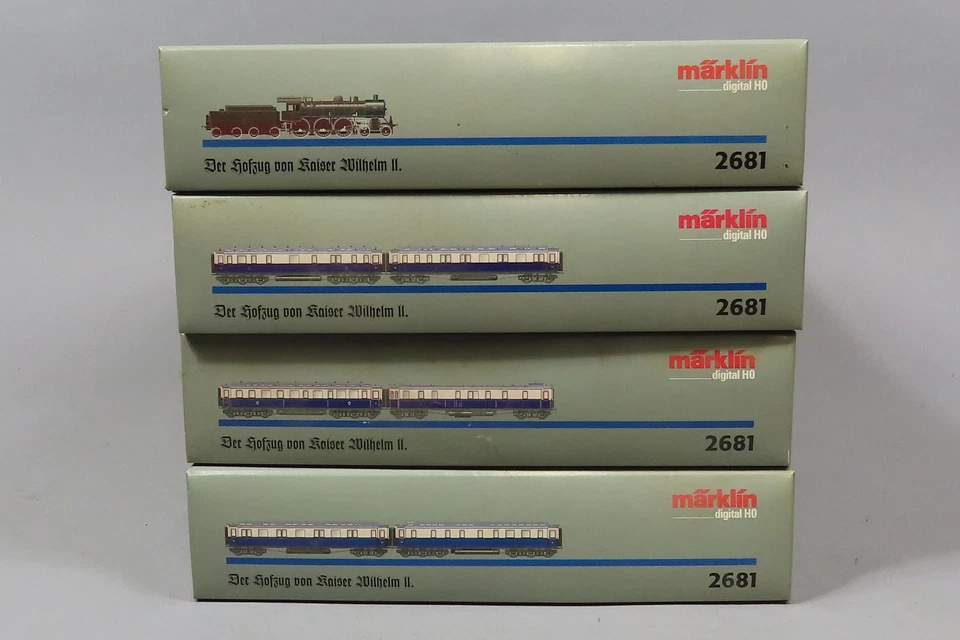 märklin
digital H0
Der Hofzug von Kaiser Wilhelm II.
2681
märklin
digital H0
Der Hofzug von Kaiser Wilhelm II.
2681
märklin
digital H0
Der Hofzug von Kaiser Wilhelm II.
2681
märklin
digital H0
Der Hofzug von Kaiser Wilhelm II.
2681